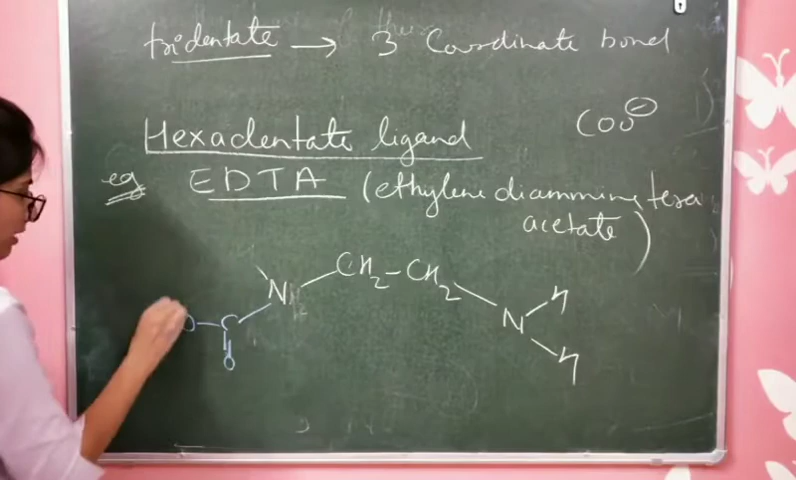 tridentate → 3 Coordinate bond
COO⊖
Hexadentate ligand
eg EDTA (ethylene diammine tetra
acetate)
N CH2-CH2 N H H
O-C
O